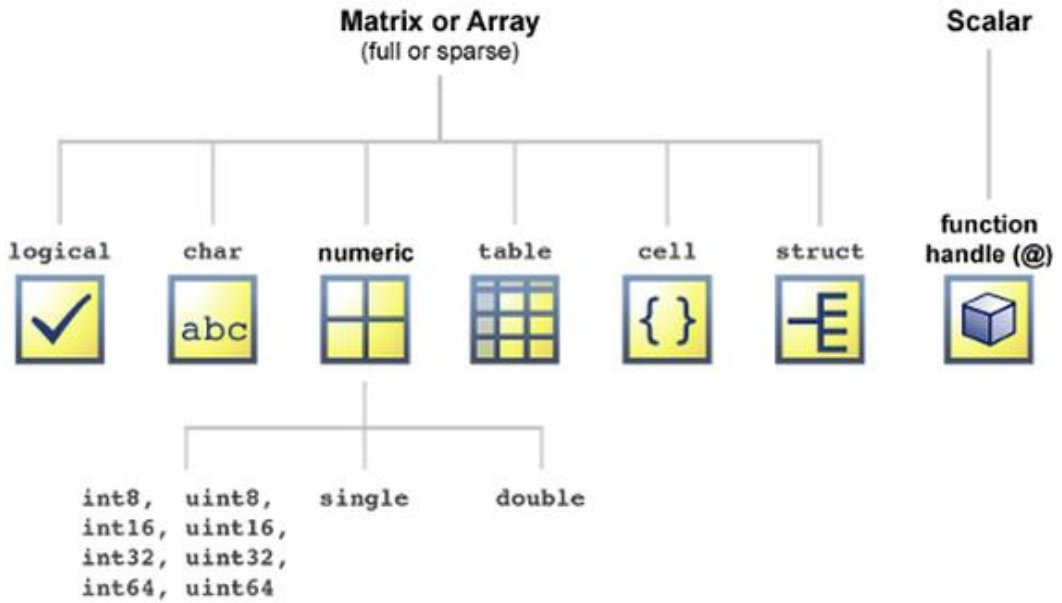 Matrix or Array
(full or sparse)
Scalar
logical
char
numeric
table
cell
struct
function
handle (@)
abc
{ }
int8, uint8,
int16, uint16,
int32, uint32,
int64, uint64
single
double